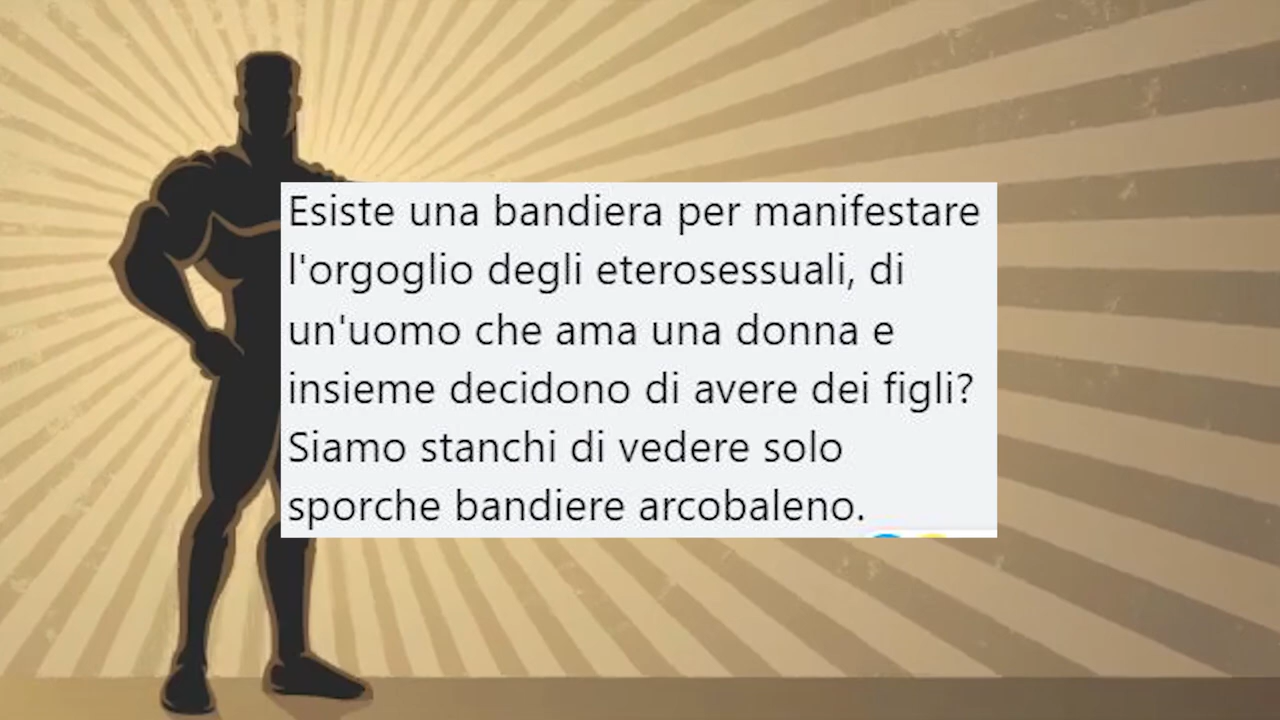 Esiste una bandiera per manifestare
l'orgoglio degli eterosessuali, di
un'uomo che ama una donna e
insieme decidono di avere dei figli?
Siamo stanchi di vedere solo
sporche bandiere arcobaleno.